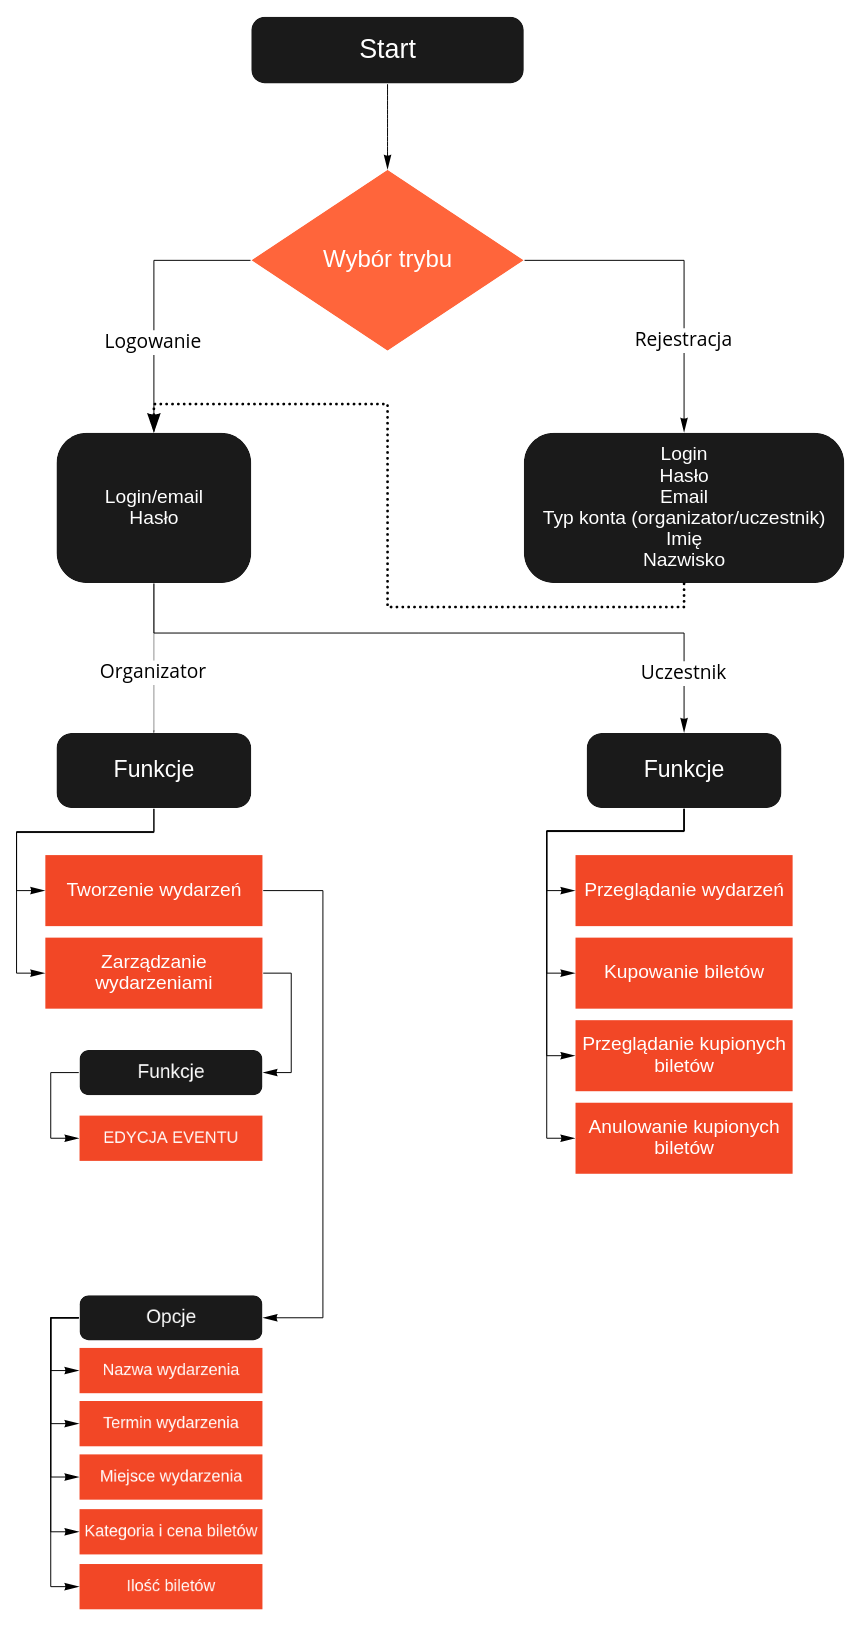 Start
Wybór trybu
Logowanie
Rejestracja
Login/email
Hasło
Login
Hasło
Email
Typ konta (organizator/uczestnik)
Imię
Nazwisko
Organizator
Uczestnik
Funkcje
Funkcje
Tworzenie wydarzeń
Zarządzanie
wydarzeniami
Funkcje
EDYCJA EVENTU
Przeglądanie wydarzeń
Kupowanie biletów
Przeglądanie kupionych
biletów
Anulowanie kupionych
biletów
Opcje
Nazwa wydarzenia
Termin wydarzenia
Miejsce wydarzenia
Kategoria i cena biletów
Ilość biletów